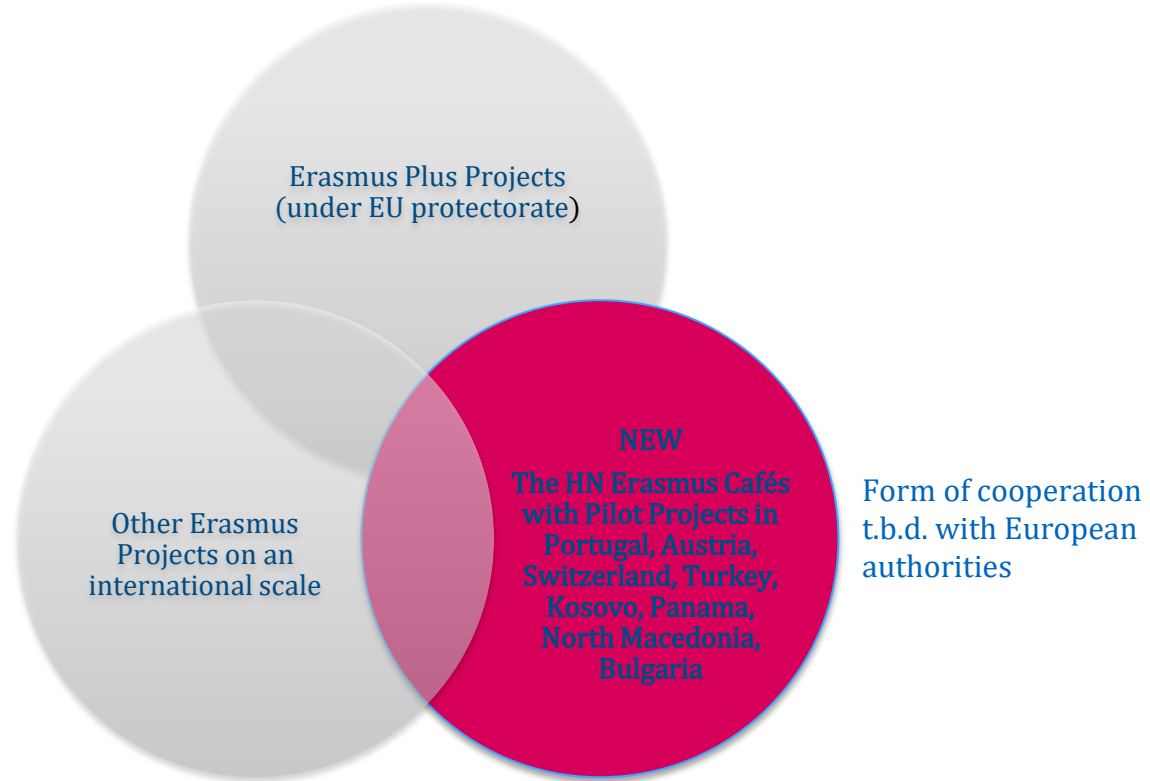 Erasmus Plus Projects
(under EU protectorate)
Other Erasmus
Projects on an
international scale
NEW
The HN Erasmus Cafés
with Pilot Projects in
Portugal, Austria,
Switzerland, Turkey,
Kosovo, Panama,
North Macedonia,
Bulgaria
Form of cooperation
t.b.d. with European
authorities